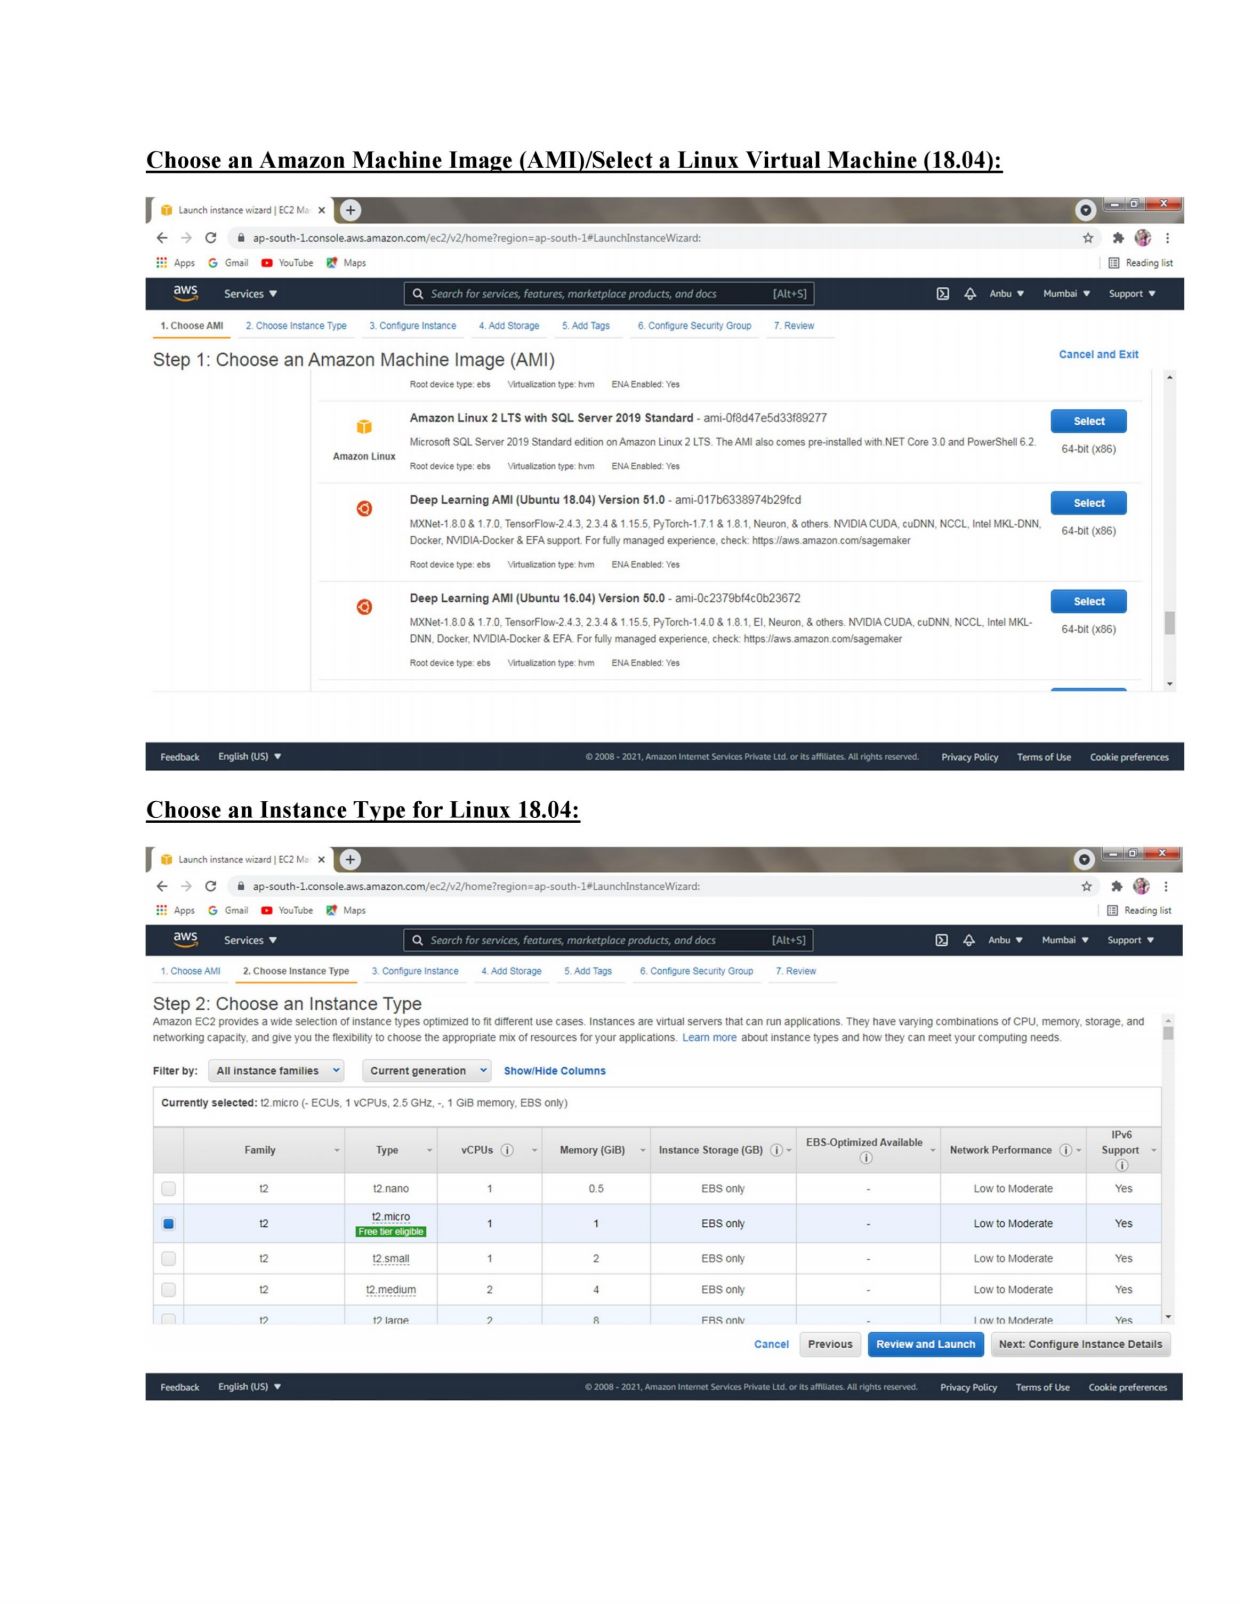 Choose an Amazon Machine Image (AMI)/Select a Linux Virtual Machine (18.04):
Launch instance wizard | EC2 Ma
ap-south-1.console.aws.amazon.com/ec2/v2/home?region=ap-south-1#LaunchInstanceWizard:
Apps Gmail YouTube Maps Reading list
aws Services ▼ Search for services, features, marketplace products, and docs [Alt+S] Anbu ▼ Mumbai ▼ Support ▼
1. Choose AMI 2. Choose Instance Type 3. Configure Instance 4. Add Storage 5. Add Tags 6. Configure Security Group 7. Review
Step 1: Choose an Amazon Machine Image (AMI) Cancel and Exit
Root device type: ebs Virtualization type: hvm ENA Enabled: Yes
Amazon Linux 2 LTS with SQL Server 2019 Standard - ami-0f8d47e5d33f89277 Select
Microsoft SQL Server 2019 Standard edition on Amazon Linux 2 LTS. The AMI also comes pre-installed with.NET Core 3.0 and PowerShell 6.2. 64-bit (x86)
Amazon Linux
Root device type: ebs Virtualization type: hvm ENA Enabled: Yes
Deep Learning AMI (Ubuntu 18.04) Version 51.0 - ami-017b6338974b29fcd Select
MXNet-1.8.0 & 1.7.0, TensorFlow-2.4.3, 2.3.4 & 1.15.5, PyTorch-1.7.1 & 1.8.1, Neuron, & others. NVIDIA CUDA, cuDNN, NCCL, Intel MKL-DNN, 64-bit (x86)
Docker, NVIDIA-Docker & EFA support. For fully managed experience, check: https://aws.amazon.com/sagemaker
Root device type: ebs Virtualization type: hvm ENA Enabled: Yes
Deep Learning AMI (Ubuntu 16.04) Version 50.0 - ami-0c2379bf4c0b23672 Select
MXNet-1.8.0 & 1.7.0, TensorFlow-2.4.3, 2.3.4 & 1.15.5, PyTorch-1.4.0 & 1.8.1, EI, Neuron, & others. NVIDIA CUDA, cuDNN, NCCL, Intel MKL- 64-bit (x86)
DNN, Docker, NVIDIA-Docker & EFA. For fully managed experience, check: https://aws.amazon.com/sagemaker
Root device type: ebs Virtualization type: hvm ENA Enabled: Yes
Feedback English (US) ▼ © 2008 - 2021, Amazon Internet Services Private Ltd. or its affiliates. All rights reserved. Privacy Policy Terms of Use Cookie preferences
Choose an Instance Type for Linux 18.04:
Launch instance wizard | EC2 Ma
ap-south-1.console.aws.amazon.com/ec2/v2/home?region=ap-south-1#LaunchInstanceWizard:
Apps Gmail YouTube Maps Reading list
aws Services ▼ Search for services, features, marketplace products, and docs [Alt+S] Anbu ▼ Mumbai ▼ Support ▼
1. Choose AMI 2. Choose Instance Type 3. Configure Instance 4. Add Storage 5. Add Tags 6. Configure Security Group 7. Review
Step 2: Choose an Instance Type
Amazon EC2 provides a wide selection of instance types optimized to fit different use cases. Instances are virtual servers that can run applications. They have varying combinations of CPU, memory, storage, and
networking capacity, and give you the flexibility to choose the appropriate mix of resources for your applications. Learn more about instance types and how they can meet your computing needs.
Filter by: All instance families Current generation Show/Hide Columns
Currently selected: t2.micro (- ECUs, 1 vCPUs, 2.5 GHz, -, 1 GiB memory, EBS only)
Family Type vCPUs Memory (GiB) Instance Storage (GB) EBS-Optimized Available Network Performance IPv6 Support
t2 t2.nano 1 0.5 EBS only - Low to Moderate Yes
t2 t2.micro Free tier eligible 1 1 EBS only - Low to Moderate Yes
t2 t2.small 1 2 EBS only - Low to Moderate Yes
t2 t2.medium 2 4 EBS only - Low to Moderate Yes
t2 t2.large 2 8 EBS only - Low to Moderate Yes
Cancel Previous Review and Launch Next: Configure Instance Details
Feedback English (US) ▼ © 2008 - 2021, Amazon Internet Services Private Ltd. or its affiliates. All rights reserved. Privacy Policy Terms of Use Cookie preferences